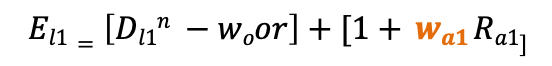 E_{l1} = [D_{l1}^n − w_o or] + [1 + w_{a1} R_{a1}]